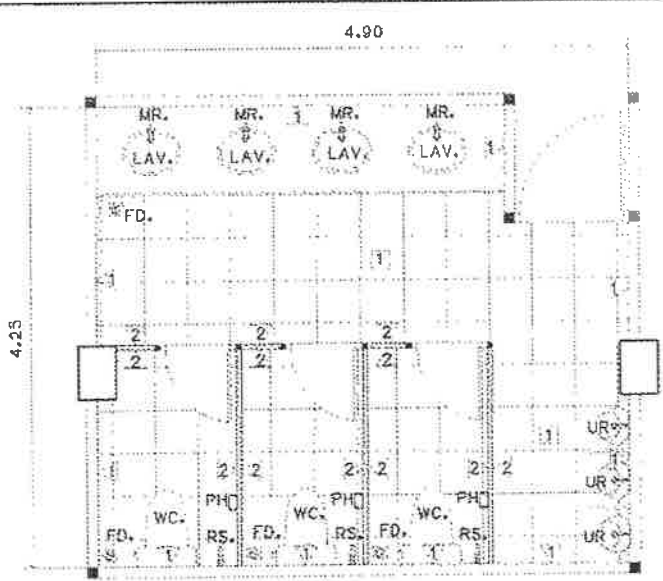 4.90
MR. MR. 1 MR. MR.
LAV. LAV. LAV. LAV. 1
FD.
1
1
4.25
2 2 2
2 2 2
1 UR
2 2 2 2 2 2
UR
PH PH PH
WC. WC. WC.
FD. RS. FD. RS. FD. RS. UR
1 1 1 1